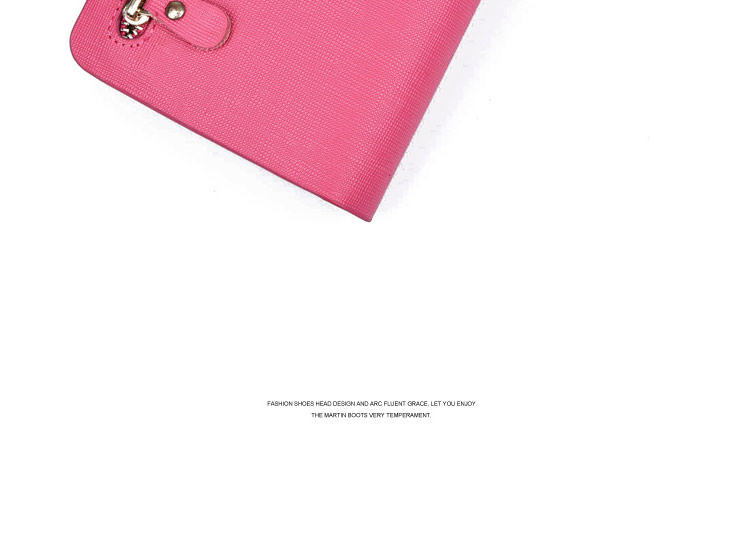 FASHION SHOES HEAD DESIGN AND ARC FLUENT GRACE, LET YOU ENJOY
THE MARTIN BOOTS VERY TEMPERAMENT.